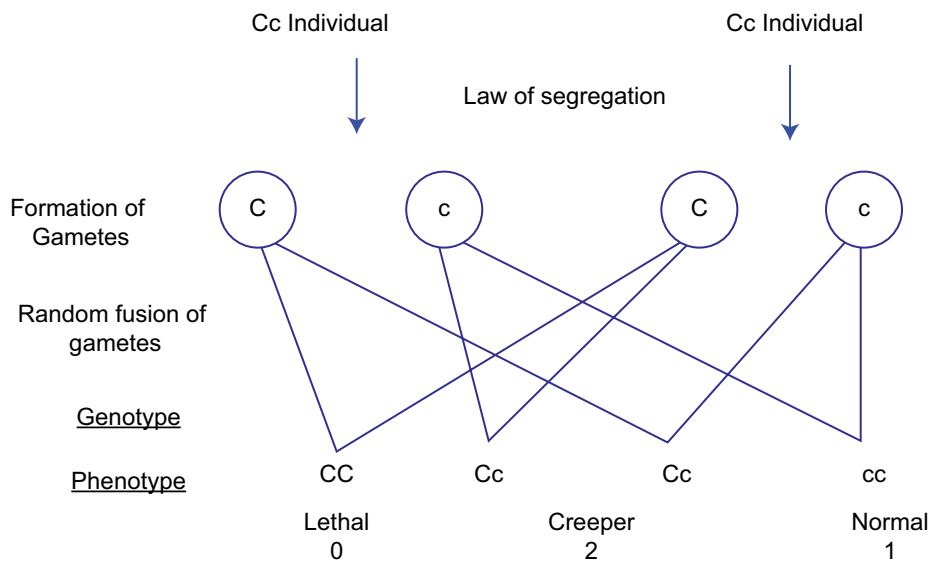 Cc Individual
Cc Individual
Law of segregation
Formation of
Gametes
C
c
C
c
Random fusion of
gametes
Genotype
Phenotype
CC
Cc
Cc
cc
Lethal
Creeper
Normal
0
2
1